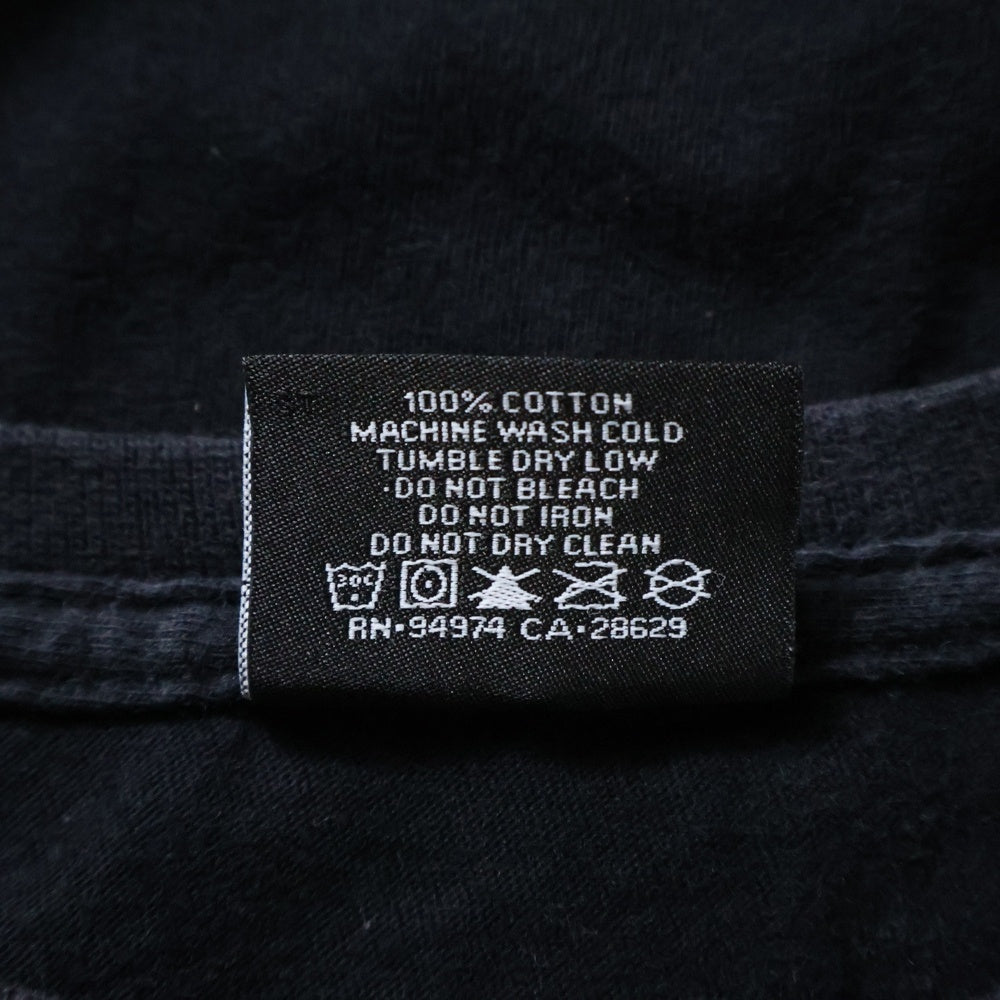 100% COTTON
MACHINE WASH COLD
TUMBLE DRY LOW
·DO NOT BLEACH
DO NOT IRON
DO NOT DRY CLEAN
30C
RN·94974 CA·28629